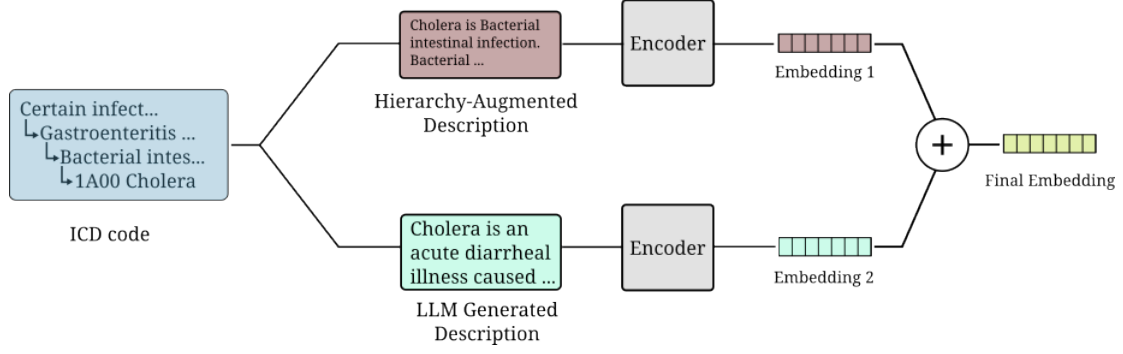 Certain infect...
Gastroenteritis ...
Bacterial intes...
1A00 Cholera
ICD code
Cholera is Bacterial
intestinal infection.
Bacterial ...
Hierarchy-Augmented
Description
Encoder
Embedding 1
Cholera is an
acute diarrheal
illness caused ...
LLM Generated
Description
Encoder
Embedding 2
+
Final Embedding